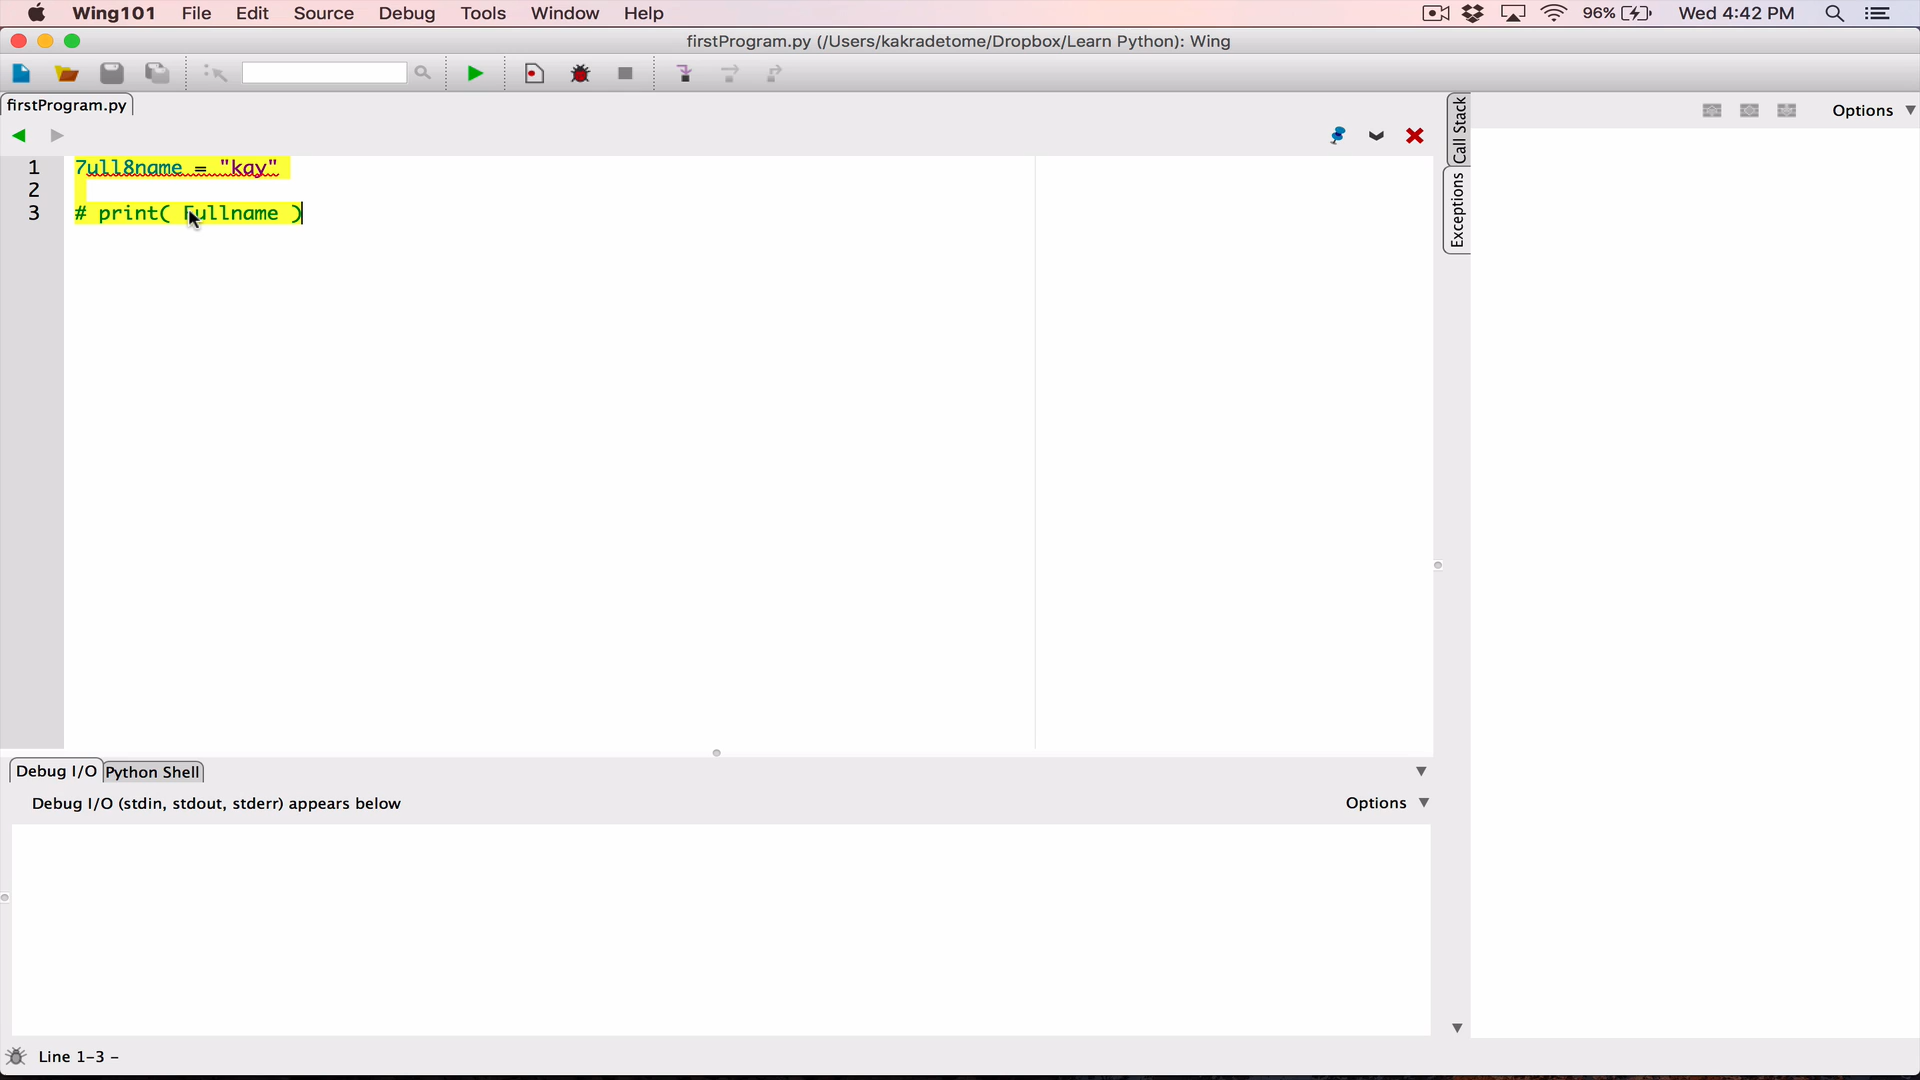 Wing101 File Edit Source Debug Tools Window Help 96% Wed 4:42 PM
firstProgram.py (/Users/kakradetome/Dropbox/Learn Python): Wing
firstProgram.py
Call Stack
Exceptions
Options
1 7ull8name = "kay"
2
3 # print( Fullname )
Debug I/O Python Shell
Debug I/O (stdin, stdout, stderr) appears below Options
Line 1-3 -